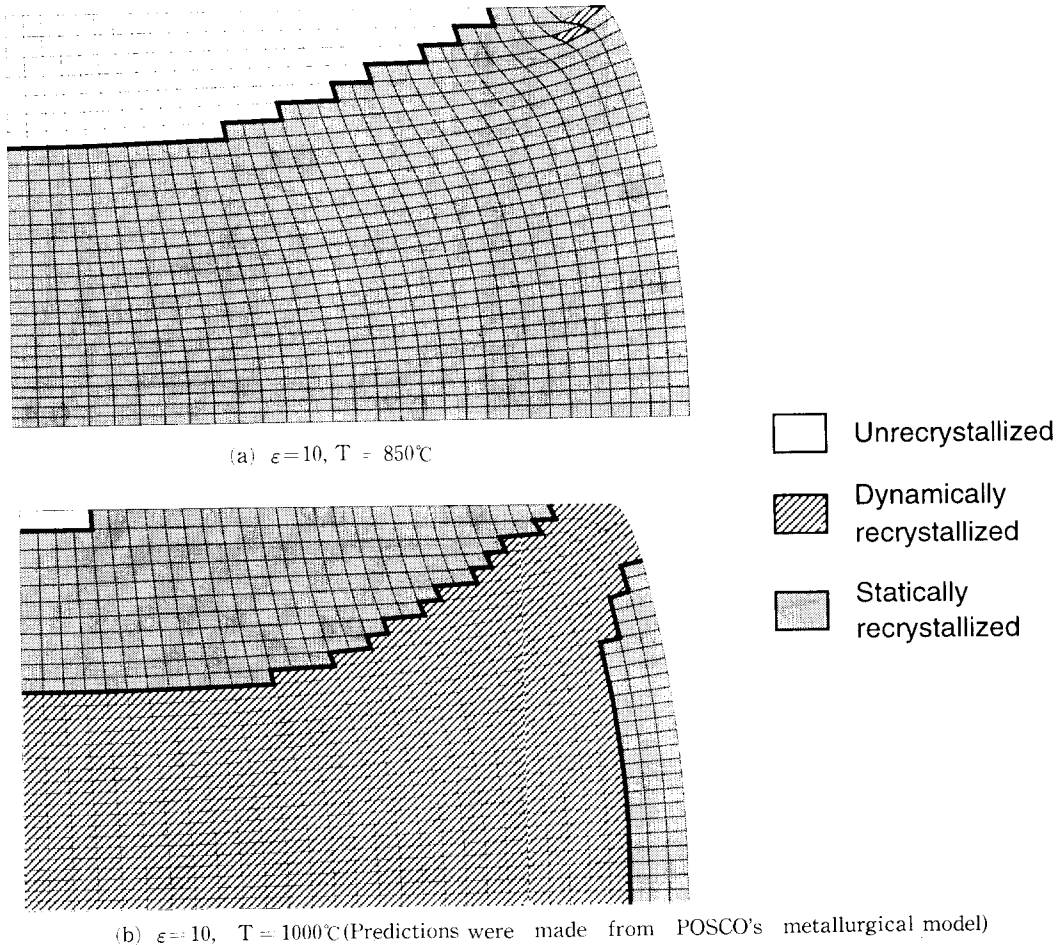 (a) ε=10, T = 850℃
Unrecrystallized
Dynamically
recrystallized
Statically
recrystallized
(b) ε=10, T = 1000℃(Predictions were made from POSCO's metallurgical model)